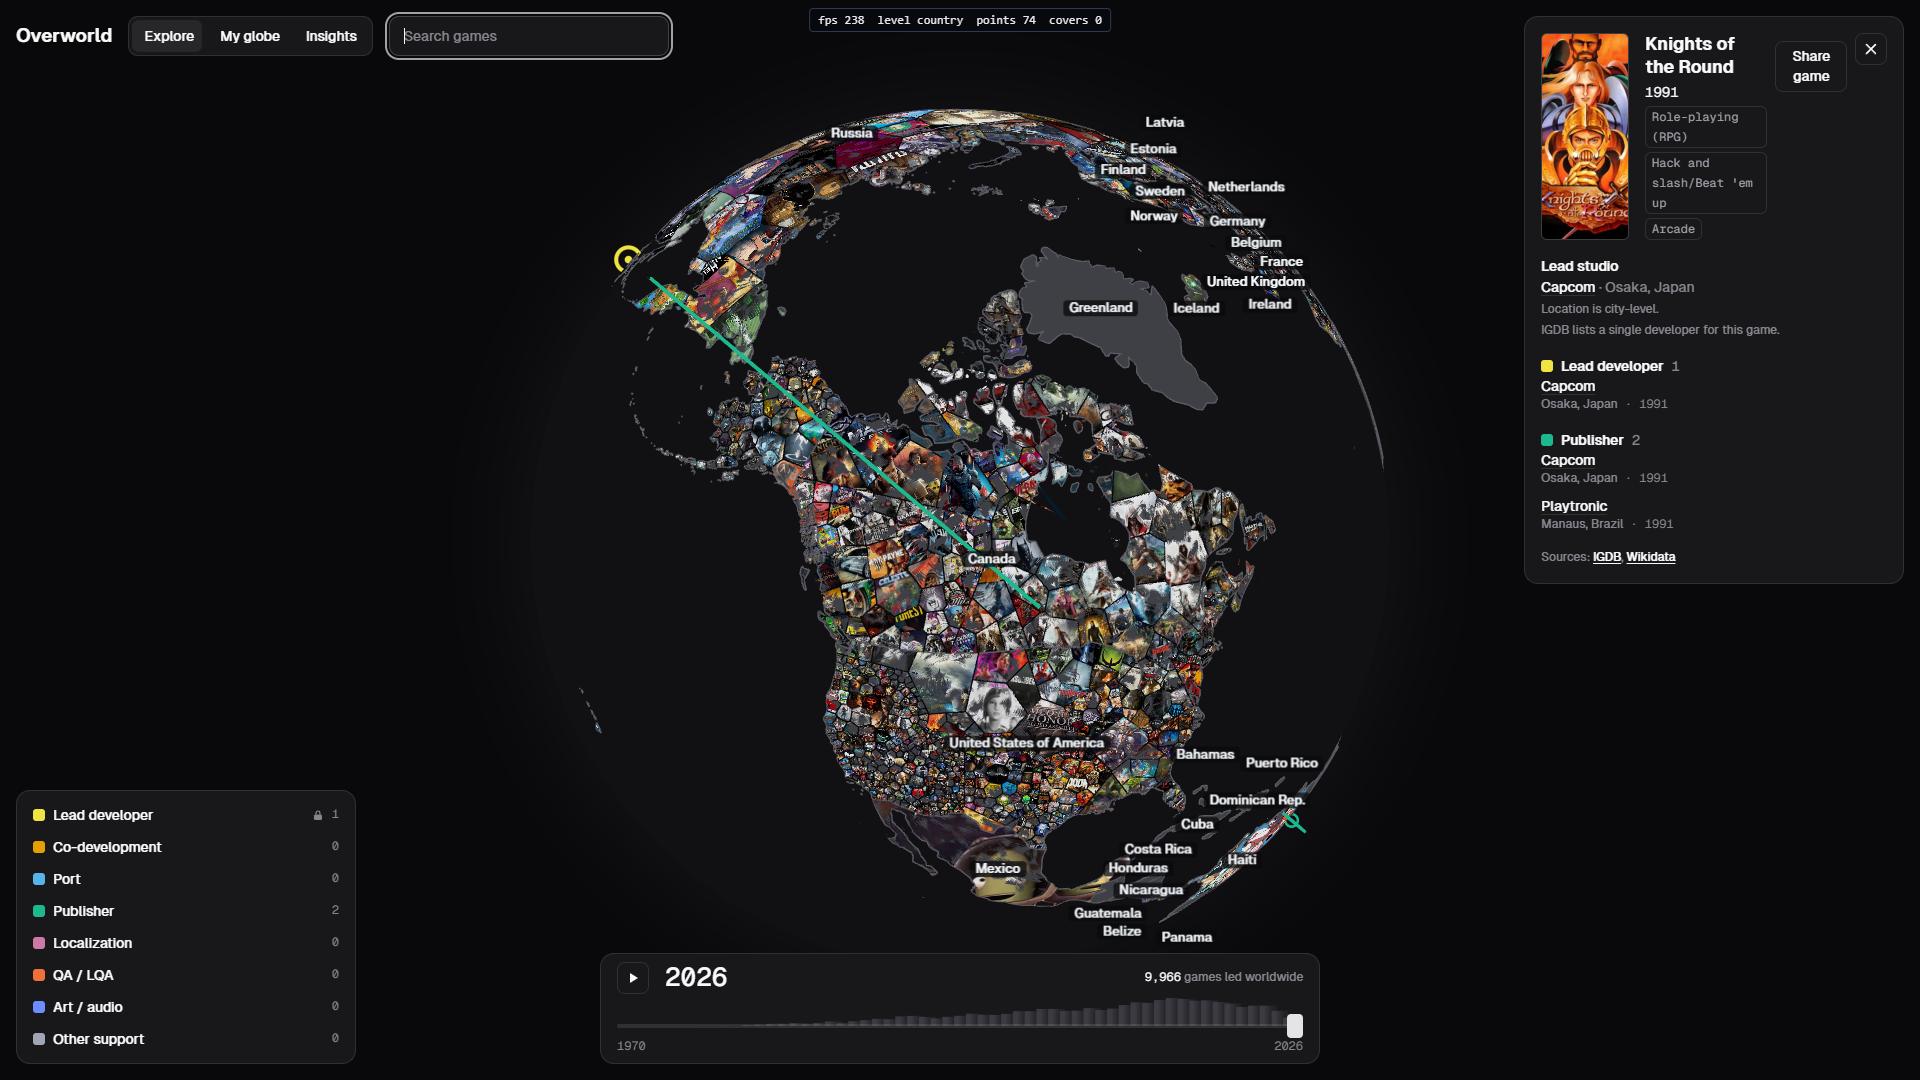 Overworld
Explore
My globe
Insights
Search games
fps 238 level country points 74 covers 0
Knights of
the Round
1991
Role-playing
(RPG)
Hack and
slash/Beat 'em
up
Arcade
Share
game
Lead studio
Capcom · Osaka, Japan
Location is city-level.
IGDB lists a single developer for this game.
Lead developer 1
Capcom
Osaka, Japan · 1991
Publisher 2
Capcom
Osaka, Japan · 1991
Playtronic
Manaus, Brazil · 1991
Sources: IGDB, Wikidata
Russia
Latvia
Estonia
Finland
Sweden
Netherlands
Norway
Germany
Belgium
France
United Kingdom
Greenland
Iceland
Ireland
Canada
United States of America
Bahamas
Puerto Rico
Dominican Rep.
Cuba
Costa Rica
Haiti
Honduras
Mexico
Nicaragua
Guatemala
Belize
Panama
Lead developer 1
Co-development 0
Port 0
Publisher 2
Localization 0
QA / LQA 0
Art / audio 0
Other support 0
2026
9,966 games led worldwide
1970
2026